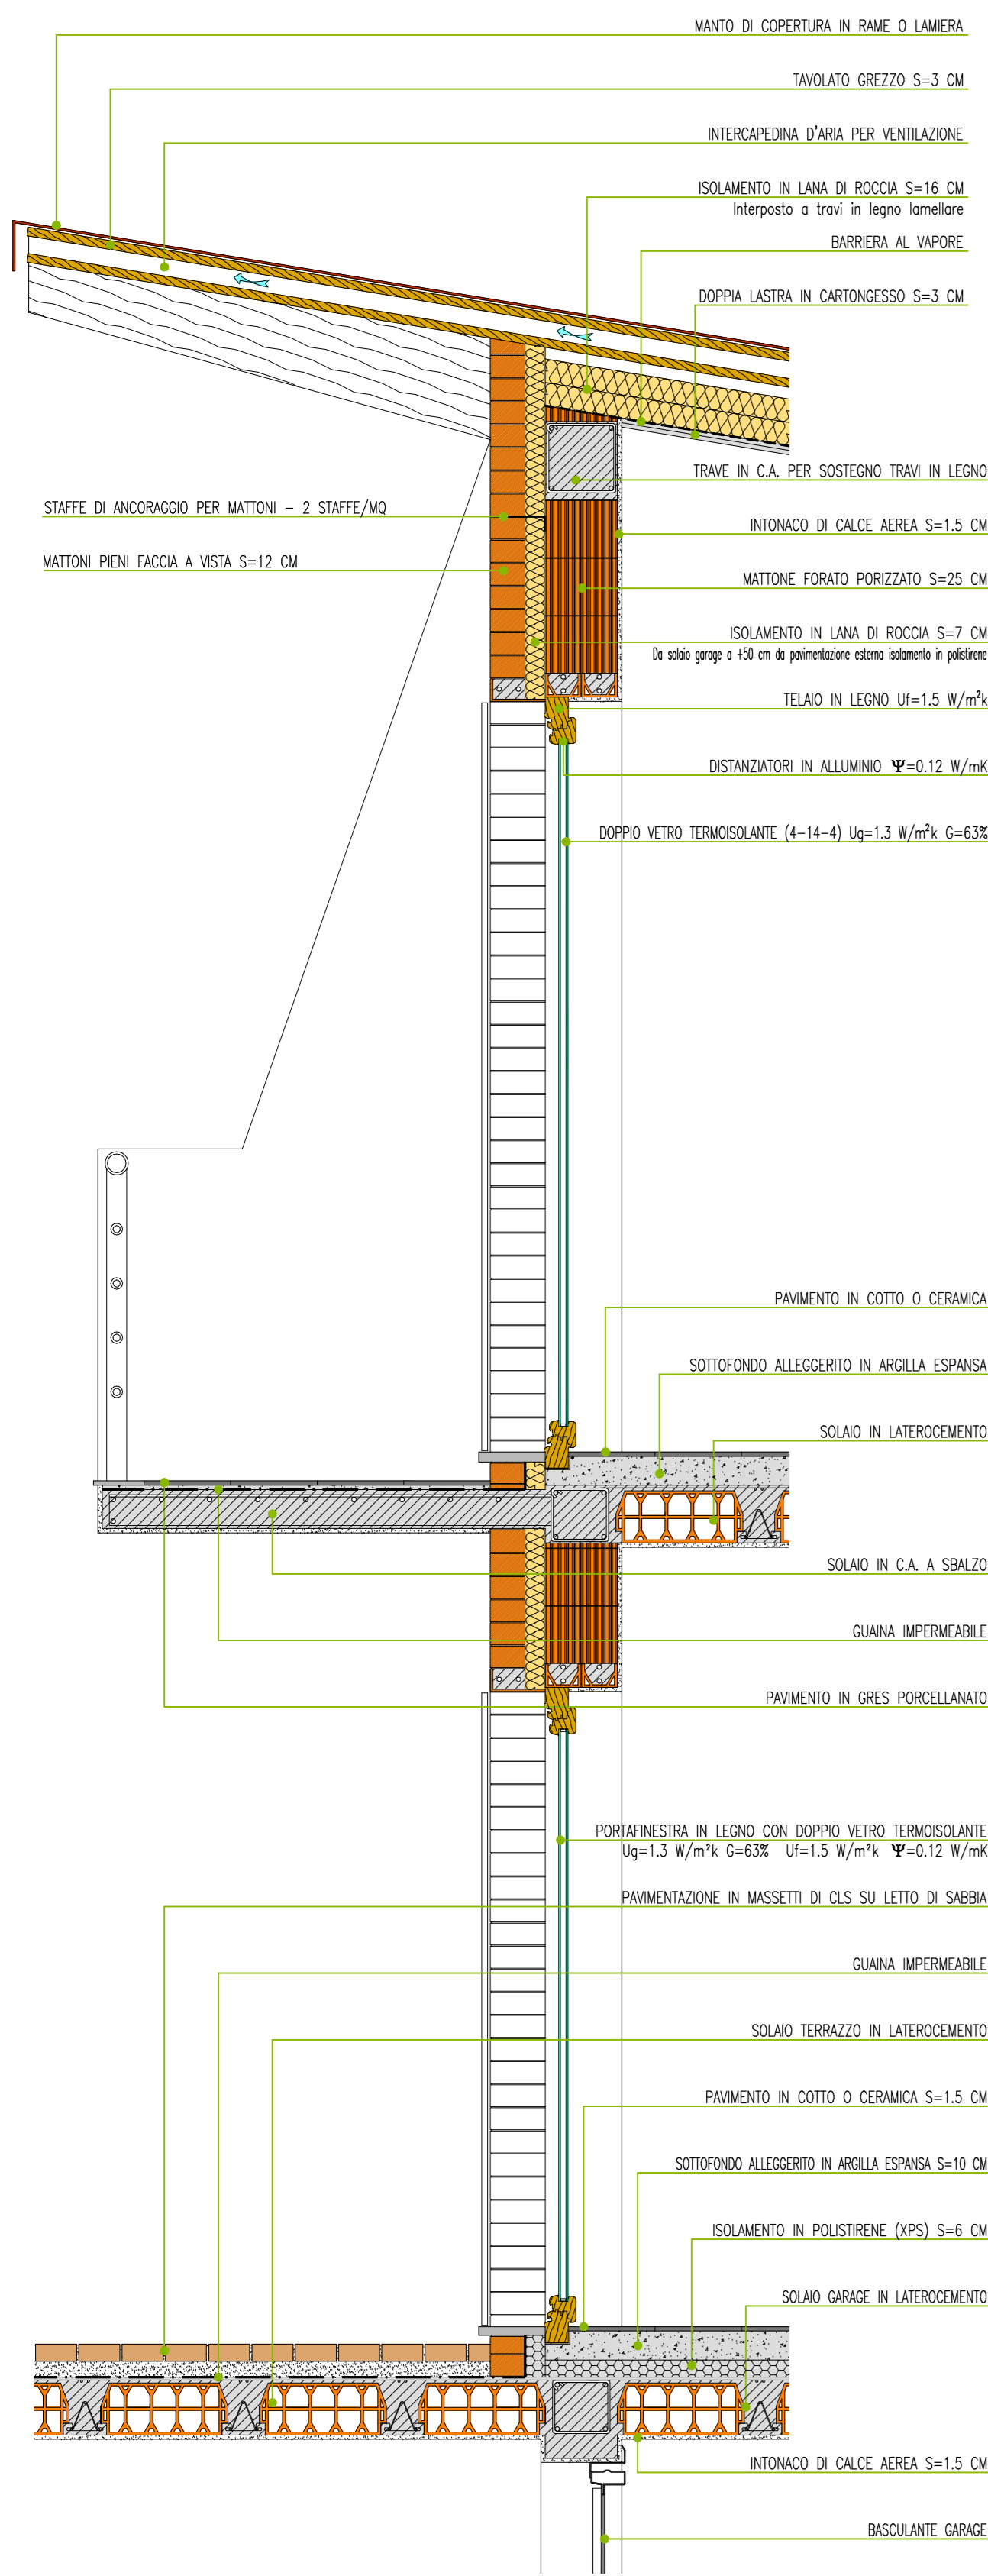 MANTO DI COPERTURA IN RAME O LAMIERA
TAVOLATO GREZZO S=3 CM
INTERCAPEDINA D'ARIA PER VENTILAZIONE
ISOLAMENTO IN LANA DI ROCCIA S=16 CM
Interposto a travi in legno lamellare
BARRIERA AL VAPORE
DOPPIA LASTRA IN CARTONGESSO S=3 CM
TRAVE IN C.A. PER SOSTEGNO TRAVI IN LEGNO
STAFFE DI ANCORAGGIO PER MATTONI - 2 STAFFE/MQ
INTONACO DI CALCE AEREA S=1.5 CM
MATTONI PIENI FACCIA A VISTA S=12 CM
MATTONE FORATO PORIZZATO S=25 CM
ISOLAMENTO IN LANA DI ROCCIA S=7 CM
Da solaio garage a +50 cm da pavimentazione esterna isolamento in polistirene
TELAIO IN LEGNO Uf=1.5 W/m²k
DISTANZIATORI IN ALLUMINIO Ψ=0.12 W/mK
DOPPIO VETRO TERMOISOLANTE (4-14-4) Ug=1.3 W/m²k G=63%
PAVIMENTO IN COTTO O CERAMICA
SOTTOFONDO ALLEGGERITO IN ARGILLA ESPANSA
SOLAIO IN LATEROCEMENTO
SOLAIO IN C.A. A SBALZO
GUAINA IMPERMEABILE
PAVIMENTO IN GRES PORCELLANATO
PORTAFINESTRA IN LEGNO CON DOPPIO VETRO TERMOISOLANTE
Ug=1.3 W/m²k G=63% Uf=1.5 W/m²k Ψ=0.12 W/mK
PAVIMENTAZIONE IN MASSETTI DI CLS SU LETTO DI SABBIA
GUAINA IMPERMEABILE
SOLAIO TERRAZZO IN LATEROCEMENTO
PAVIMENTO IN COTTO O CERAMICA S=1.5 CM
SOTTOFONDO ALLEGGERITO IN ARGILLA ESPANSA S=10 CM
ISOLAMENTO IN POLISTIRENE (XPS) S=6 CM
SOLAIO GARAGE IN LATEROCEMENTO
INTONACO DI CALCE AEREA S=1.5 CM
BASCULANTE GARAGE